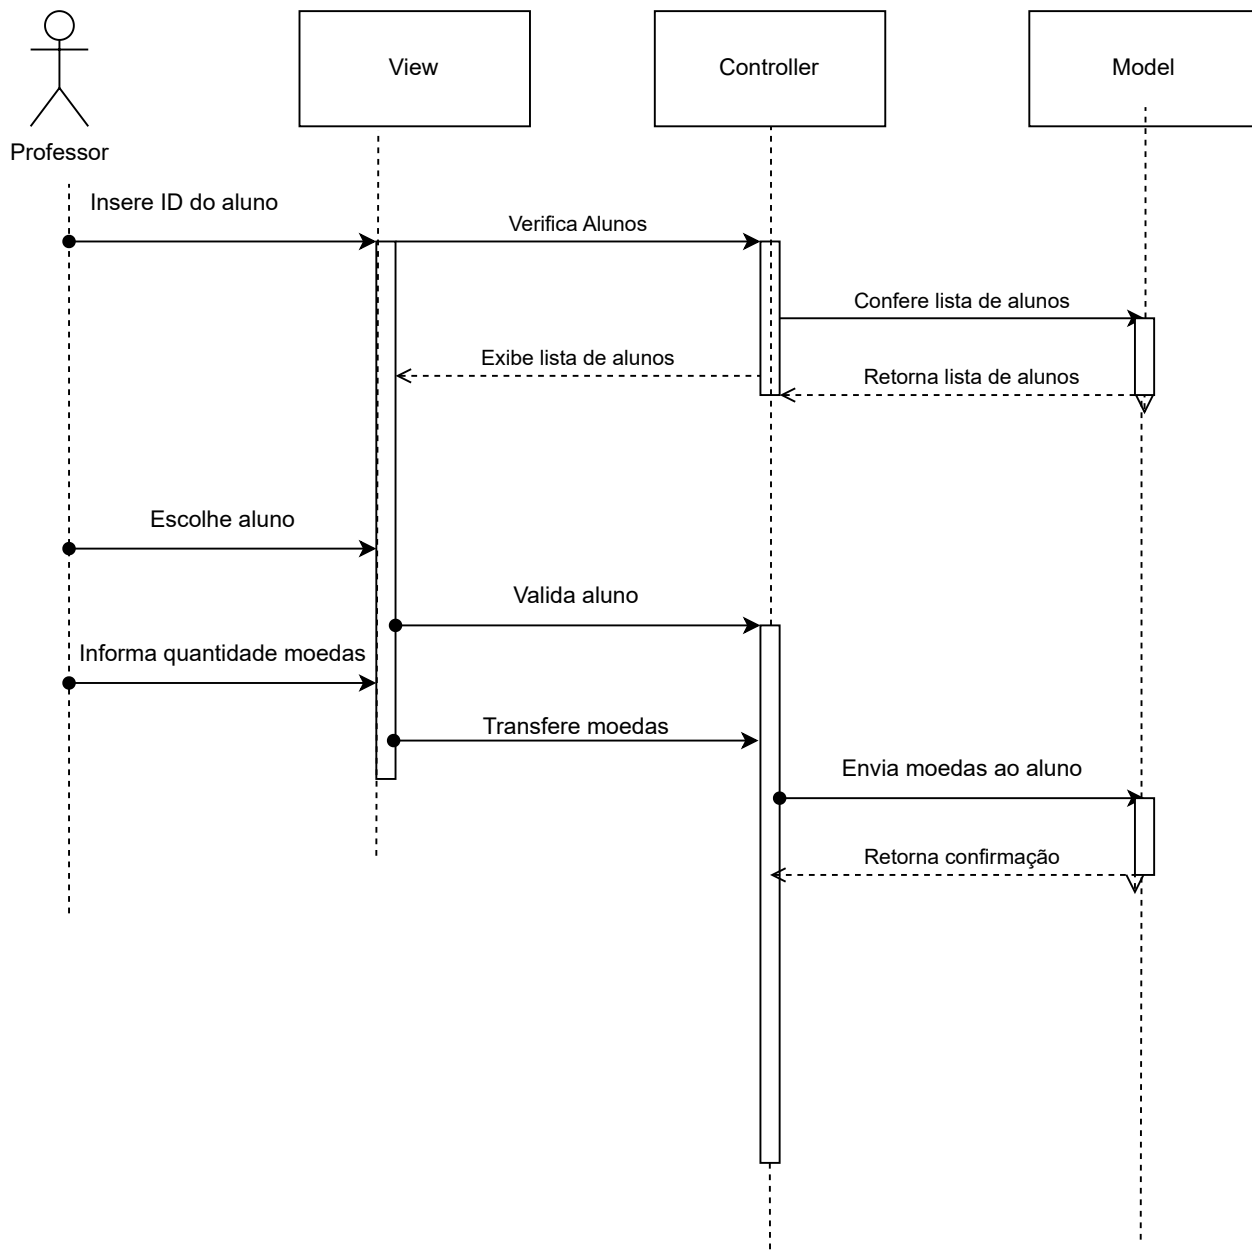 View
Controller
Model
Professor
Insere ID do aluno
Verifica Alunos
Confere lista de alunos
Exibe lista de alunos
Retorna lista de alunos
Escolhe aluno
Valida aluno
Informa quantidade moedas
Transfere moedas
Envia moedas ao aluno
Retorna confirmação